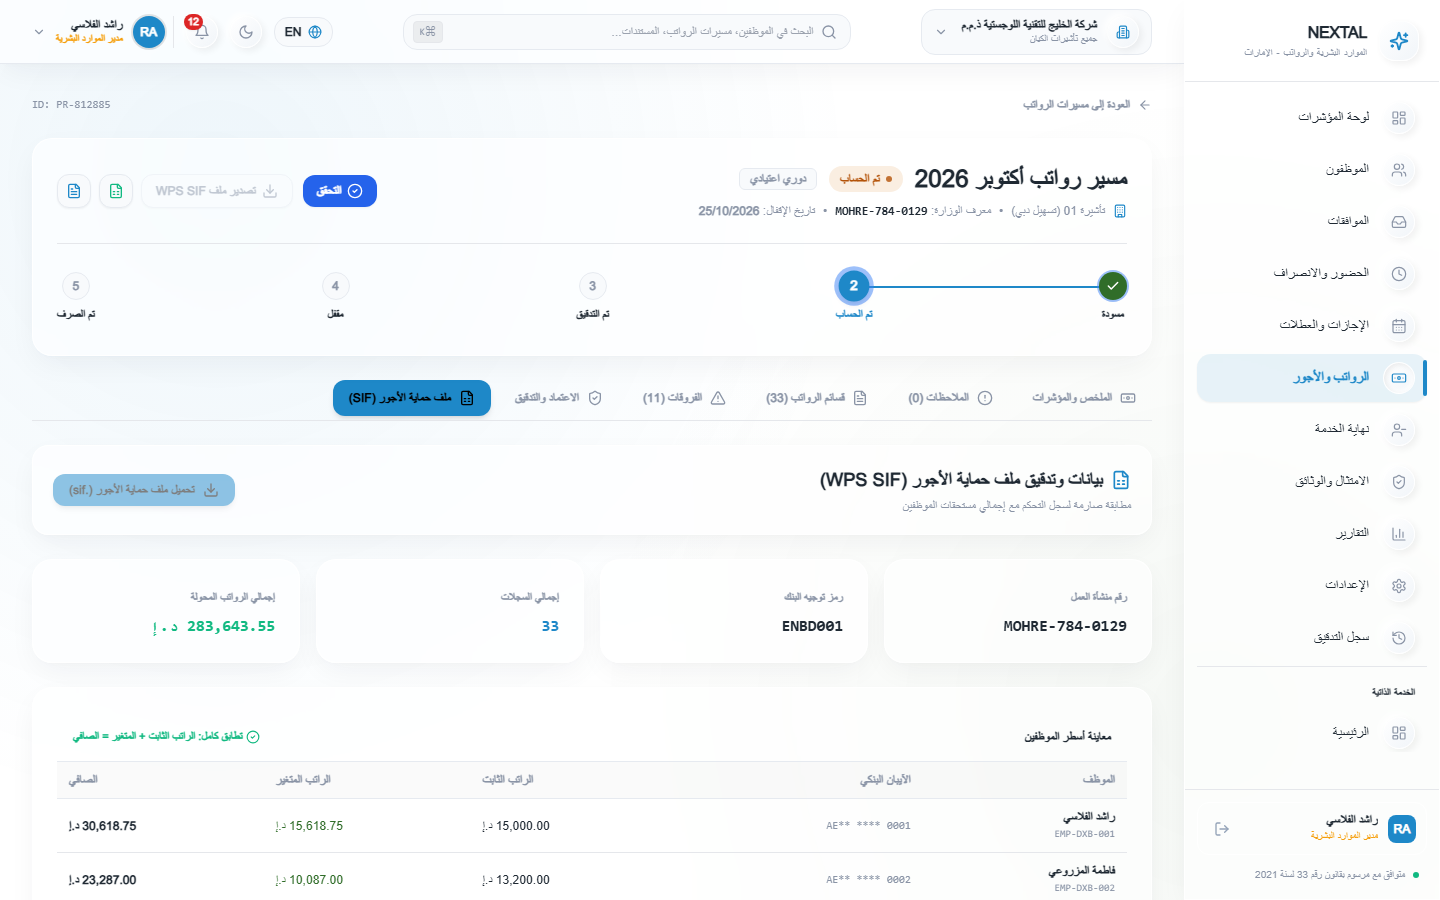 NEXTAL
الموارد البشرية والرواتب - الإمارات
شركة الخليج للتقنية اللوجستية ذ.م.م
جميع تأشيرات الكيان
البحث في الموظفين، مسيرات الرواتب، المستندات...
⌘K
EN
12
RA
راشد الفلاسي
مدير الموارد البشرية
لوحة المؤشرات
الموظفون
الموافقات
الحضور والانصراف
الإجازات والعطلات
الرواتب والأجور
نهاية الخدمة
الامتثال والوثائق
التقارير
الإعدادات
سجل التدقيق
الخدمة الذاتية
الرئيسية
راشد الفلاسي
مدير الموارد البشرية
RA
متوافق مع مرسوم بقانون رقم 33 لسنة 2021
العودة إلى مسيرات الرواتب
ID: PR-812885
مسير رواتب أكتوبر 2026
تم الحساب
دوري اعتيادي
تأشيرة 01 (تسهيل دبي) • معرف الوزارة: MOHRE-784-0129 • تاريخ الإقفال: 25/10/2026
التحقق
تصدير ملف WPS SIF
مسودة
2
تم الحساب
3
تم التدقيق
4
مقفل
5
تم الصرف
الملخص والمؤشرات
الملاحظات (0)
قسائم الرواتب (33)
الفروقات (11)
الاعتماد والتدقيق
ملف حماية الأجور (SIF)
بيانات وتدقيق ملف حماية الأجور (WPS SIF)
مطابقة صارمة لسجل التحكم مع إجمالي مستحقات الموظفين
تحميل ملف حماية الأجور (.sif)
رقم منشأة العمل
MOHRE-784-0129
رمز توجيه البنك
ENBD001
إجمالي السجلات
33
إجمالي الرواتب المحولة
283,643.55 د.إ
معاينة أسطر الموظفين
تطابق كامل: الراتب الثابت + المتغير = الصافي
الموظف الآيبان البنكي الراتب الثابت الراتب المتغير الصافي
راشد الفلاسي
EMP-DXB-001
AE** **** 0001
15,000.00 د.إ
15,618.75 د.إ
30,618.75 د.إ
فاطمة المزروعي
EMP-DXB-002
AE** **** 0002
13,200.00 د.إ
10,087.00 د.إ
23,287.00 د.إ